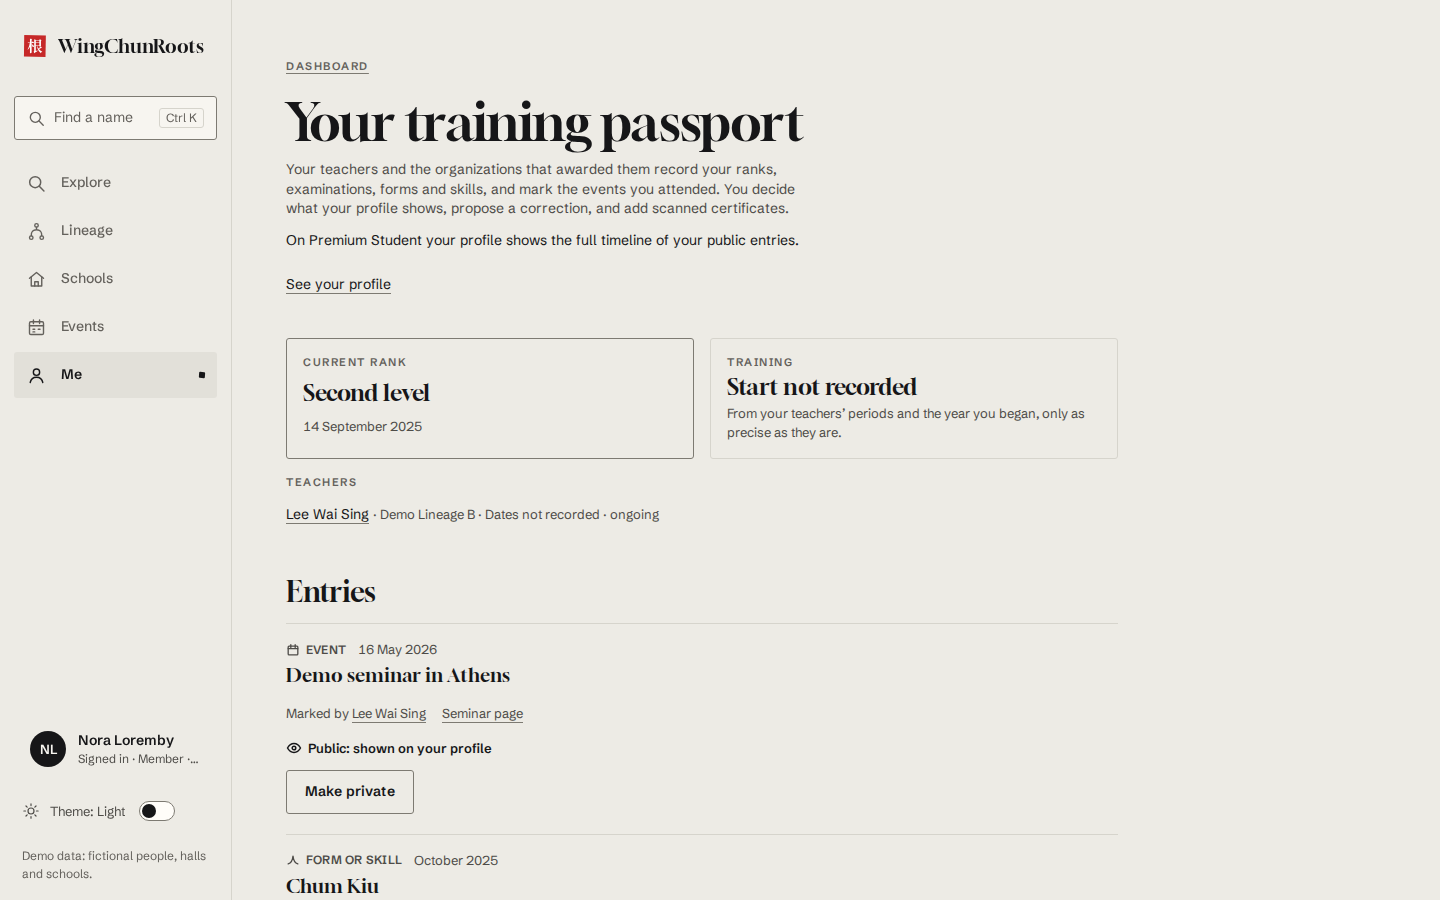 根 WingChunRoots
Find a name Ctrl K
Explore
Lineage
Schools
Events
Me
NL Nora Loremby
Signed in · Member ·…
Theme: Light
Demo data: fictional people, halls
and schools.
DASHBOARD
Your training passport
Your teachers and the organizations that awarded them record your ranks,
examinations, forms and skills, and mark the events you attended. You decide
what your profile shows, propose a correction, and add scanned certificates.
On Premium Student your profile shows the full timeline of your public entries.
See your profile
CURRENT RANK
Second level
14 September 2025
TRAINING
Start not recorded
From your teachers’ periods and the year you began, only as
precise as they are.
TEACHERS
Lee Wai Sing · Demo Lineage B · Dates not recorded · ongoing
Entries
EVENT 16 May 2026
Demo seminar in Athens
Marked by Lee Wai Sing Seminar page
Public: shown on your profile
Make private
FORM OR SKILL October 2025
Chum Kiu